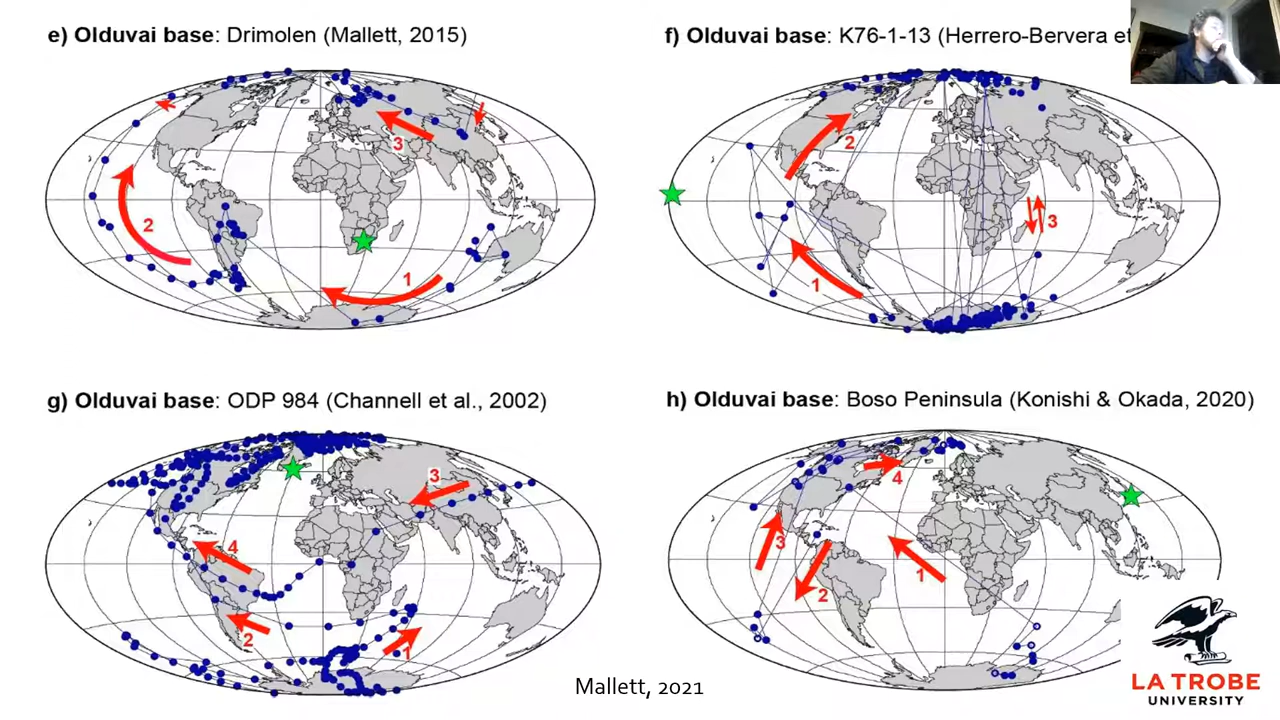 e) Olduvai base: Drimolen (Mallett, 2015)
f) Olduvai base: K76-1-13 (Herrero-Bervera et
3
2
1
2
1
3
g) Olduvai base: ODP 984 (Channell et al., 2002)
h) Olduvai base: Boso Peninsula (Konishi & Okada, 2020)
3
4
2
1
4
3
1
2
Mallett, 2021
LA TROBE
UNIVERSITY